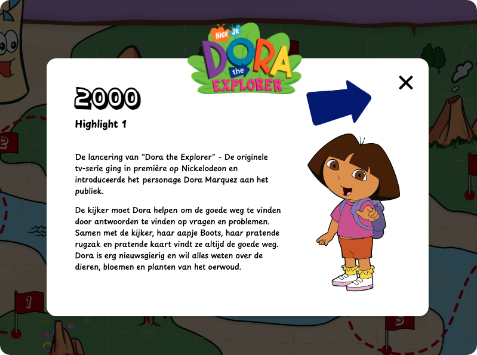 NICK JR.
DORA
the
EXPLORER
2000
Highlight 1
De lancering van "Dora the Explorer" - De originele
tv-serie ging in première op Nickelodeon en
introduceerde het personage Dora Marquez aan het
publiek.
De kijker moet Dora helpen om de goede weg te vinden
door antwoorden te vinden op vragen en problemen.
Samen met de kijker, haar aapje Boots, haar pratende
rugzak en pratende kaart vindt ze altijd de goede weg.
Dora is erg nieuwsgierig en wil alles weten over de
dieren, bloemen en planten van het oerwoud.
2
1
3